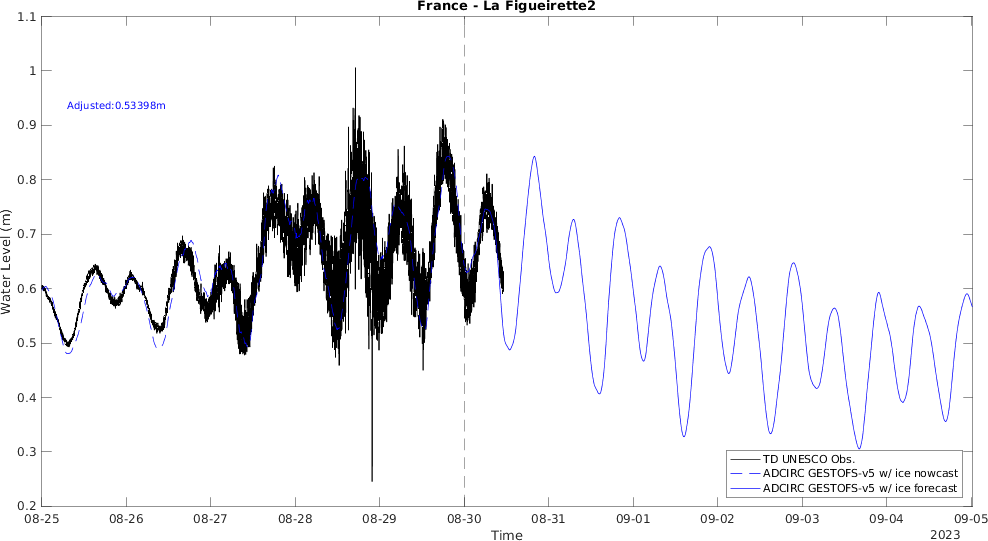 France - La Figueirette2
1.1
1
0.9
0.8
0.7
0.6
0.5
0.4
0.3
0.2
Water Level (m)
Adjusted:0.53398m
TD UNESCO Obs.
ADCIRC GESTOFS-v5 w/ ice nowcast
ADCIRC GESTOFS-v5 w/ ice forecast
08-25 08-26 08-27 08-28 08-29 08-30 08-31 09-01 09-02 09-03 09-04 09-05
Time
2023